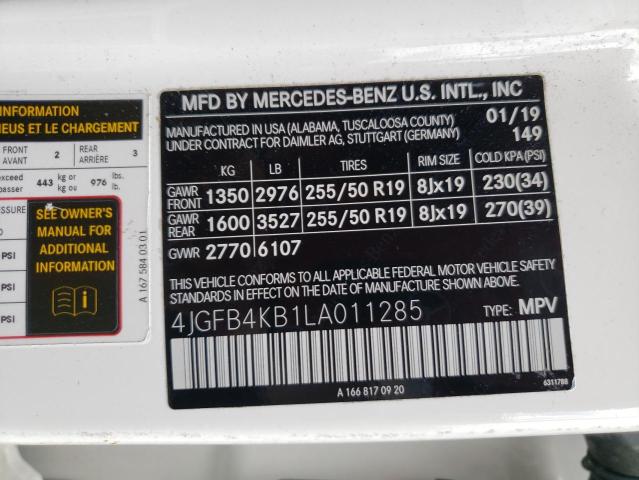 INFORMATION
NEUS ET LE CHARGEMENT
FRONT
AVANT
2
REAR
ARRIÈRE
3
exceed
passer
443 kg or
kg ou
976 lbs.
lb.
PRESSURE
PSI
PSI
PSI
SEE OWNER'S
MANUAL FOR
ADDITIONAL
INFORMATION
A 167 584 03 01
MFD BY MERCEDES-BENZ U.S. INTL., INC
MANUFACTURED IN USA (ALABAMA, TUSCALOOSA COUNTY) 01/19
UNDER CONTRACT FOR DAIMLER AG, STUTTGART (GERMANY) 149
KG LB TIRES RIM SIZE COLD KPA (PSI)
GAWR
FRONT 1350 2976 255/50 R19 8Jx19 230(34)
GAWR
REAR 1600 3527 255/50 R19 8Jx19 270(39)
GVWR 2770 6107
THIS VEHICLE CONFORMS TO ALL APPLICABLE FEDERAL MOTOR VEHICLE SAFETY
STANDARDS IN EFFECT ON THE DATE OF MANUFACTURE SHOWN ABOVE.
4JGFB4KB1LA011285 TYPE: MPV
A 166 817 09 20
6311788